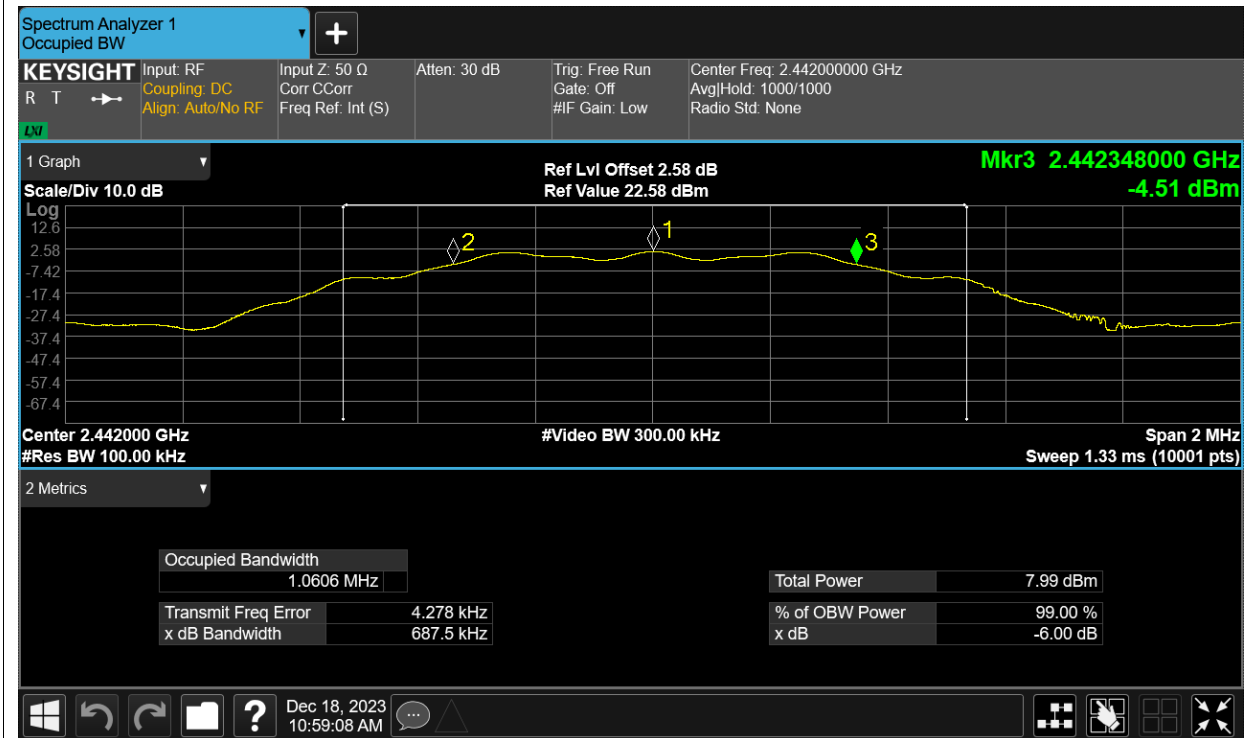 Spectrum Analyzer 1
Occupied BW
KEYSIGHT
R T
LXI
Input: RF
Coupling: DC
Align: Auto/No RF
Input Z: 50 Ω
Corr CCorr
Freq Ref: Int (S)
Atten: 30 dB
Trig: Free Run
Gate: Off
#IF Gain: Low
Center Freq: 2.442000000 GHz
Avg|Hold: 1000/1000
Radio Std: None
1 Graph
Scale/Div 10.0 dB
Ref Lvl Offset 2.58 dB
Ref Value 22.58 dBm
Mkr3 2.442348000 GHz
-4.51 dBm
Log
12.6
2.58
-7.42
-17.4
-27.4
-37.4
-47.4
-57.4
-67.4
2
1
3
Center 2.442000 GHz
#Video BW 300.00 kHz
Span 2 MHz
#Res BW 100.00 kHz
Sweep 1.33 ms (10001 pts)
2 Metrics
Occupied Bandwidth
1.0606 MHz
Total Power 7.99 dBm
Transmit Freq Error 4.278 kHz
% of OBW Power 99.00 %
x dB Bandwidth 687.5 kHz
x dB -6.00 dB
?
Dec 18, 2023
10:59:08 AM